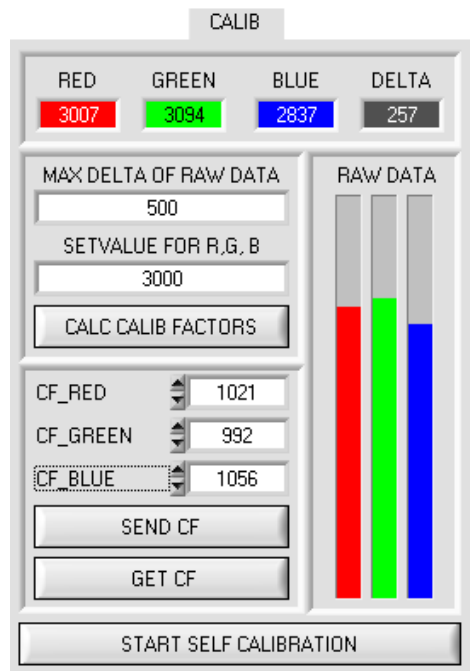 CALIB
RED GREEN BLUE DELTA
3007 3094 2837 257
MAX DELTA OF RAW DATA
500
SETVALUE FOR R,G, B
3000
CALC CALIB FACTORS
RAW DATA
CF_RED 1021
CF_GREEN 992
CF_BLUE 1056
SEND CF
GET CF
START SELF CALIBRATION